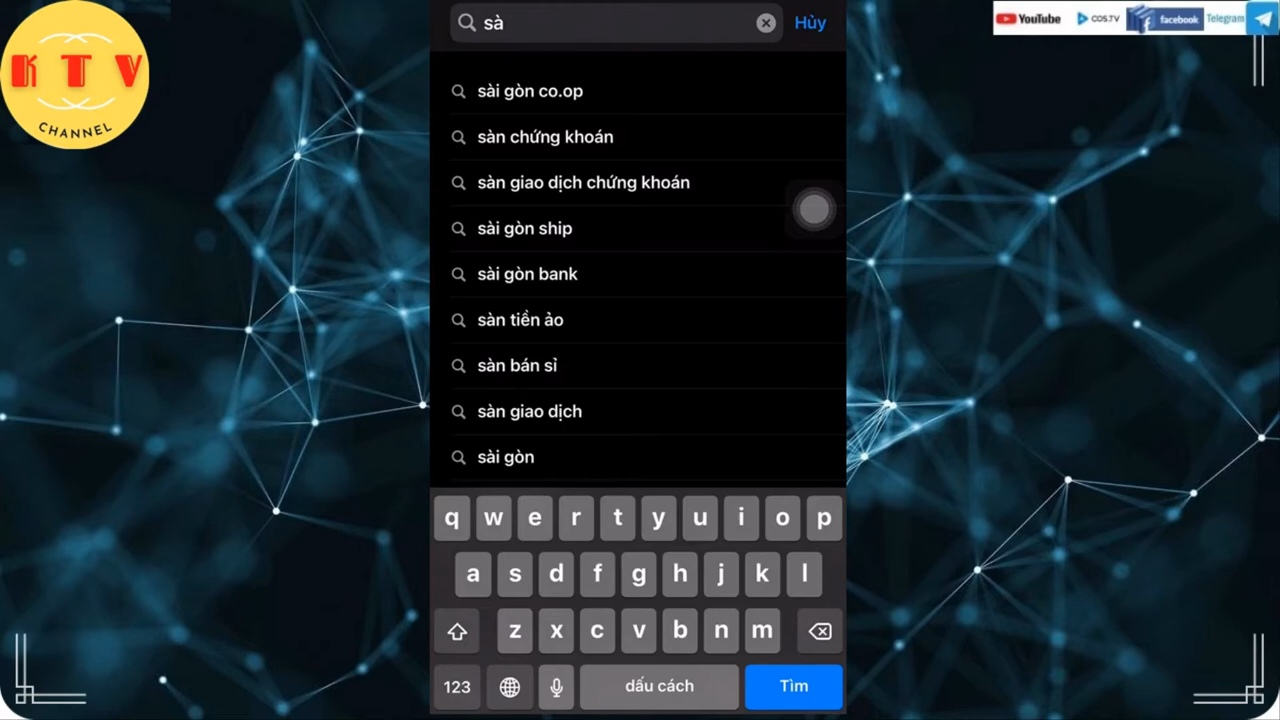 K T V
CHANNEL
YouTube
COS.TV
facebook
Telegram
sà
Hủy
sài gòn co.op
sàn chứng khoán
sàn giao dịch chứng khoán
sài gòn ship
sài gòn bank
sàn tiền ảo
sàn bán sỉ
sàn giao dịch
sài gòn
q w e r t y u i o p
a s d f g h j k l
z x c v b n m
123 dấu cách Tìm